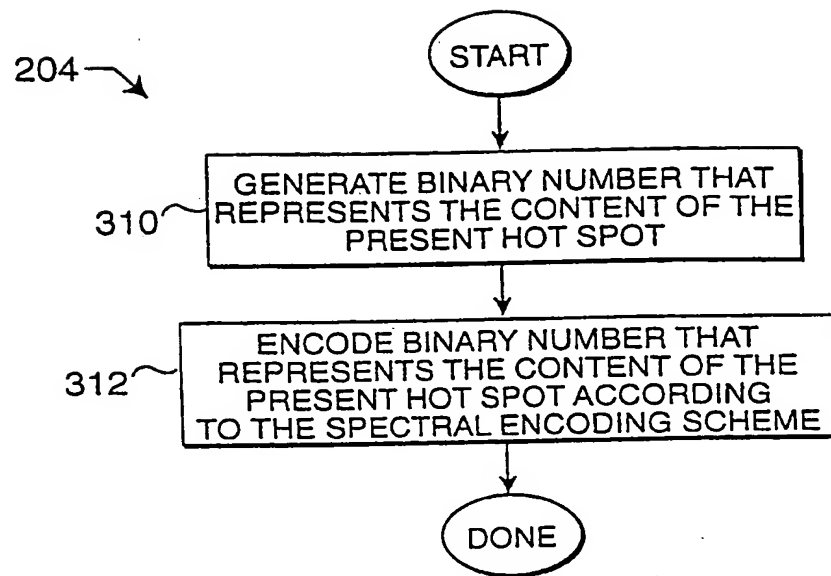 START
204
GENERATE BINARY NUMBER THAT
REPRESENTS THE CONTENT OF THE
PRESENT HOT SPOT
310
ENCODE BINARY NUMBER THAT
REPRESENTS THE CONTENT OF THE
PRESENT HOT SPOT ACCORDING
TO THE SPECTRAL ENCODING SCHEME
312
DONE